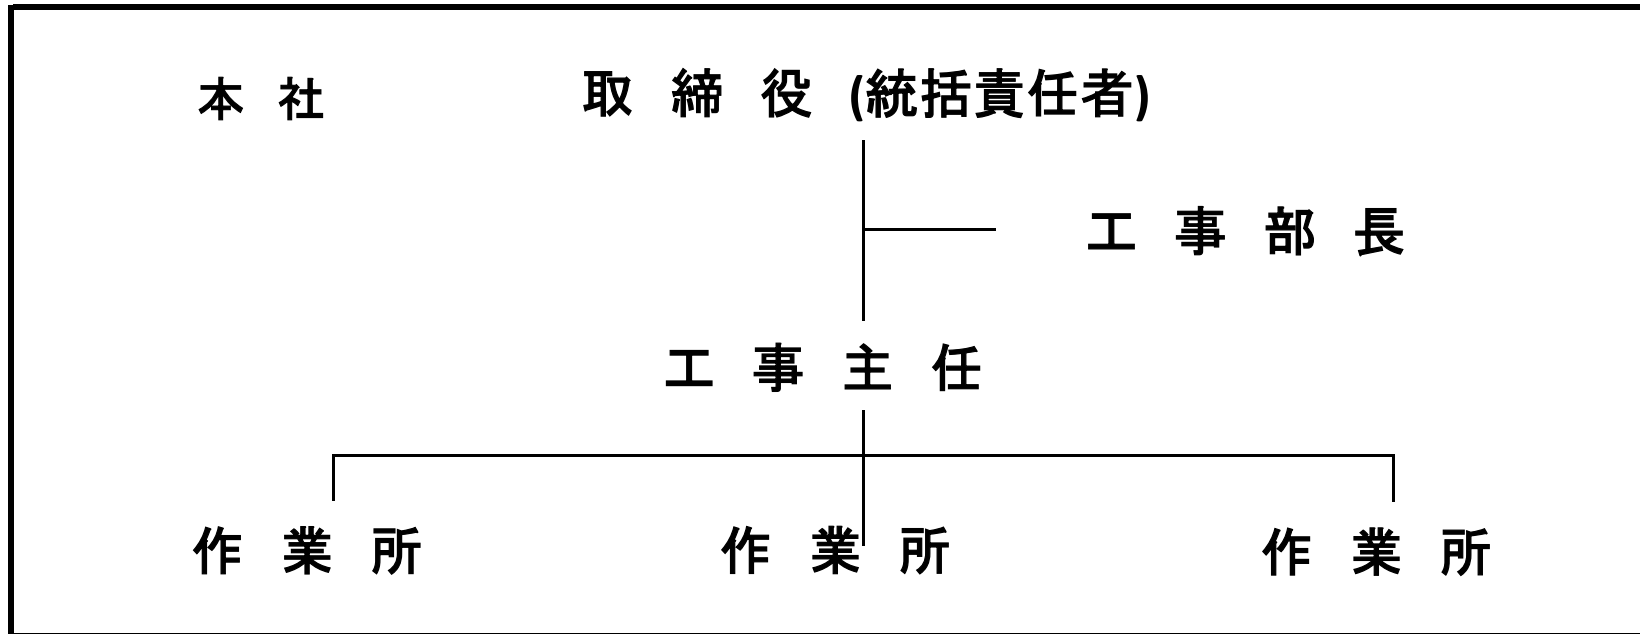 本 社 取 締 役 (統括責任者)
工 事 部 長
工 事 主 任
作 業 所 作 業 所 作 業 所